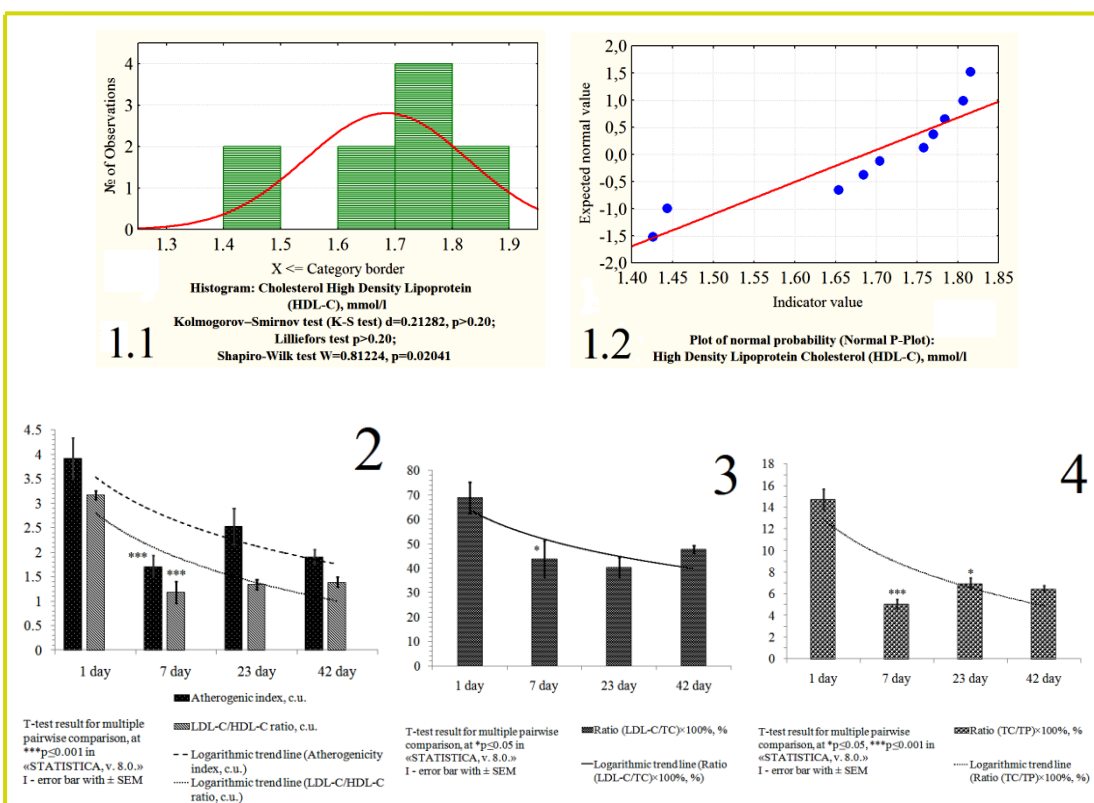 4
3
2
1
0
№ of Observations
1.3 1.4 1.5 1.6 1.7 1.8 1.9
X <= Category border
Histogram: Cholesterol High Density Lipoprotein
(HDL-C), mmol/l
Kolmogorov–Smirnov test (K-S test) d=0.21282, p>0.20;
Lilliefors test p>0.20;
Shapiro-Wilk test W=0.81224, p=0.02041
1.1
2,0
1,5
1,0
0,5
0,0
-0,5
-1,0
-1,5
-2,0
Expected normal value
1.40 1.45 1.50 1.55 1.60 1.65 1.70 1.75 1.80 1.85
Indicator value
1.2
Plot of normal probability (Normal P-Plot):
High Density Lipoprotein Cholesterol (HDL-C), mmol/l
4.5
4
3.5
3
2.5
2
1.5
1
0.5
0
2
***
***
1 day 7 day 23 day 42 day
Atherogenic index, c.u.
LDL-C/HDL-C ratio, c.u.
Logarithmic trend line (Atherogenicity
index, c.u.)
Logarithmic trend line (LDL-C/HDL-C
ratio, c.u.)
T-test result for multiple
pairwise comparison, at
***p≤0.001 in
«STATISTICA, v. 8.0.»
I - error bar with ± SEM
80
70
60
50
40
30
20
10
0
3
*
1 day 7 day 23 day 42 day
T-test result for multiple pairwise
comparison, at *p≤0.05 in
«STATISTICA, v. 8.0.»
I - error bar with ± SEM
Ratio (LDL-C/TC)×100%, %
Logarithmic trend line (Ratio
(LDL-C/TC)×100%, %)
18
16
14
12
10
8
6
4
2
0
4
***
*
1 day 7 day 23 day 42 day
T-test result for multiple pairwise
comparison, at *p≤0.05, ***p≤0.001 in
«STATISTICA, v. 8.0.»
I - error bar with ± SEM
Ratio (TC/TP)×100%, %
Logarithmic trend line
(Ratio (TC/TP)×100%, %)